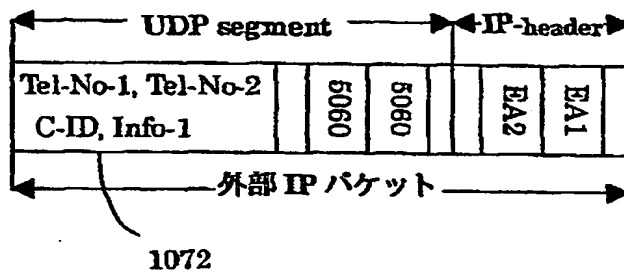 UDP segment
IP-header
Tel-No-1, Tel-No-2
C-ID, Info-1
5060
5060
EA2
EA1
外部 IP パケット
1072